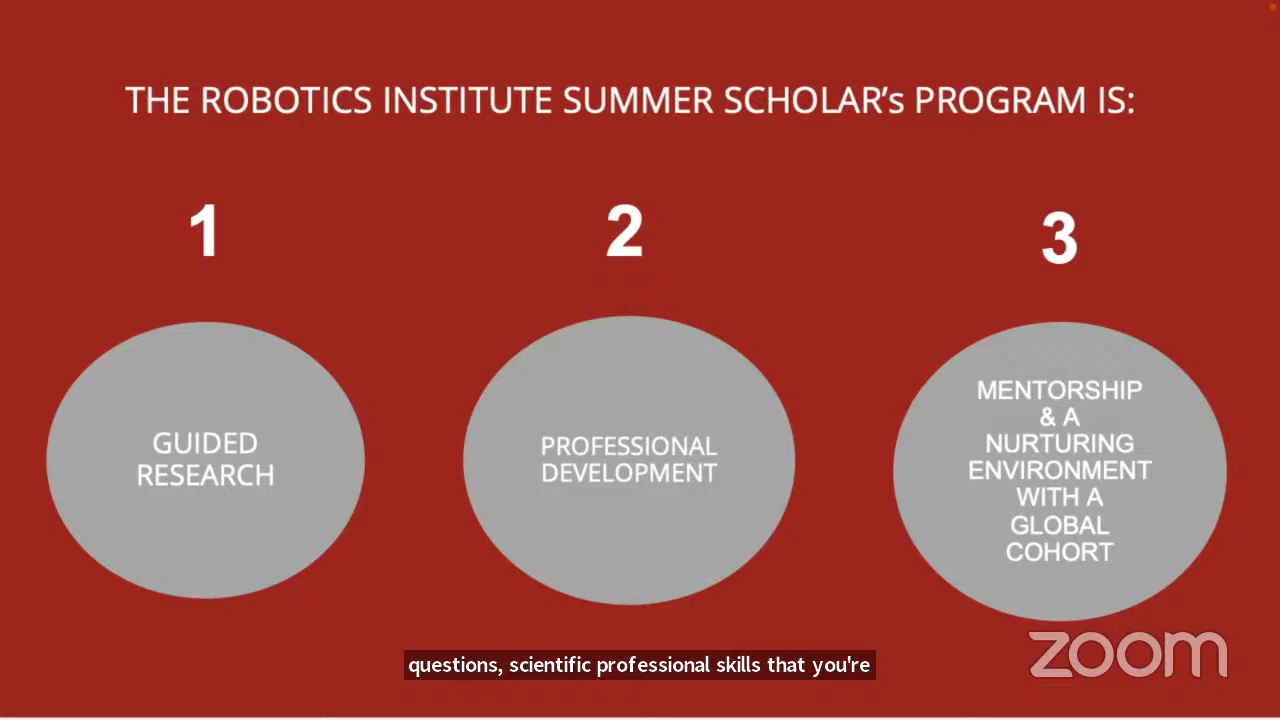 THE ROBOTICS INSTITUTE SUMMER SCHOLAR’s PROGRAM IS:
1
2
3
GUIDED
RESEARCH
PROFESSIONAL
DEVELOPMENT
MENTORSHIP
& A
NURTURING
ENVIRONMENT
WITH A
GLOBAL
COHORT
questions, scientific professional skills that you're
zoom